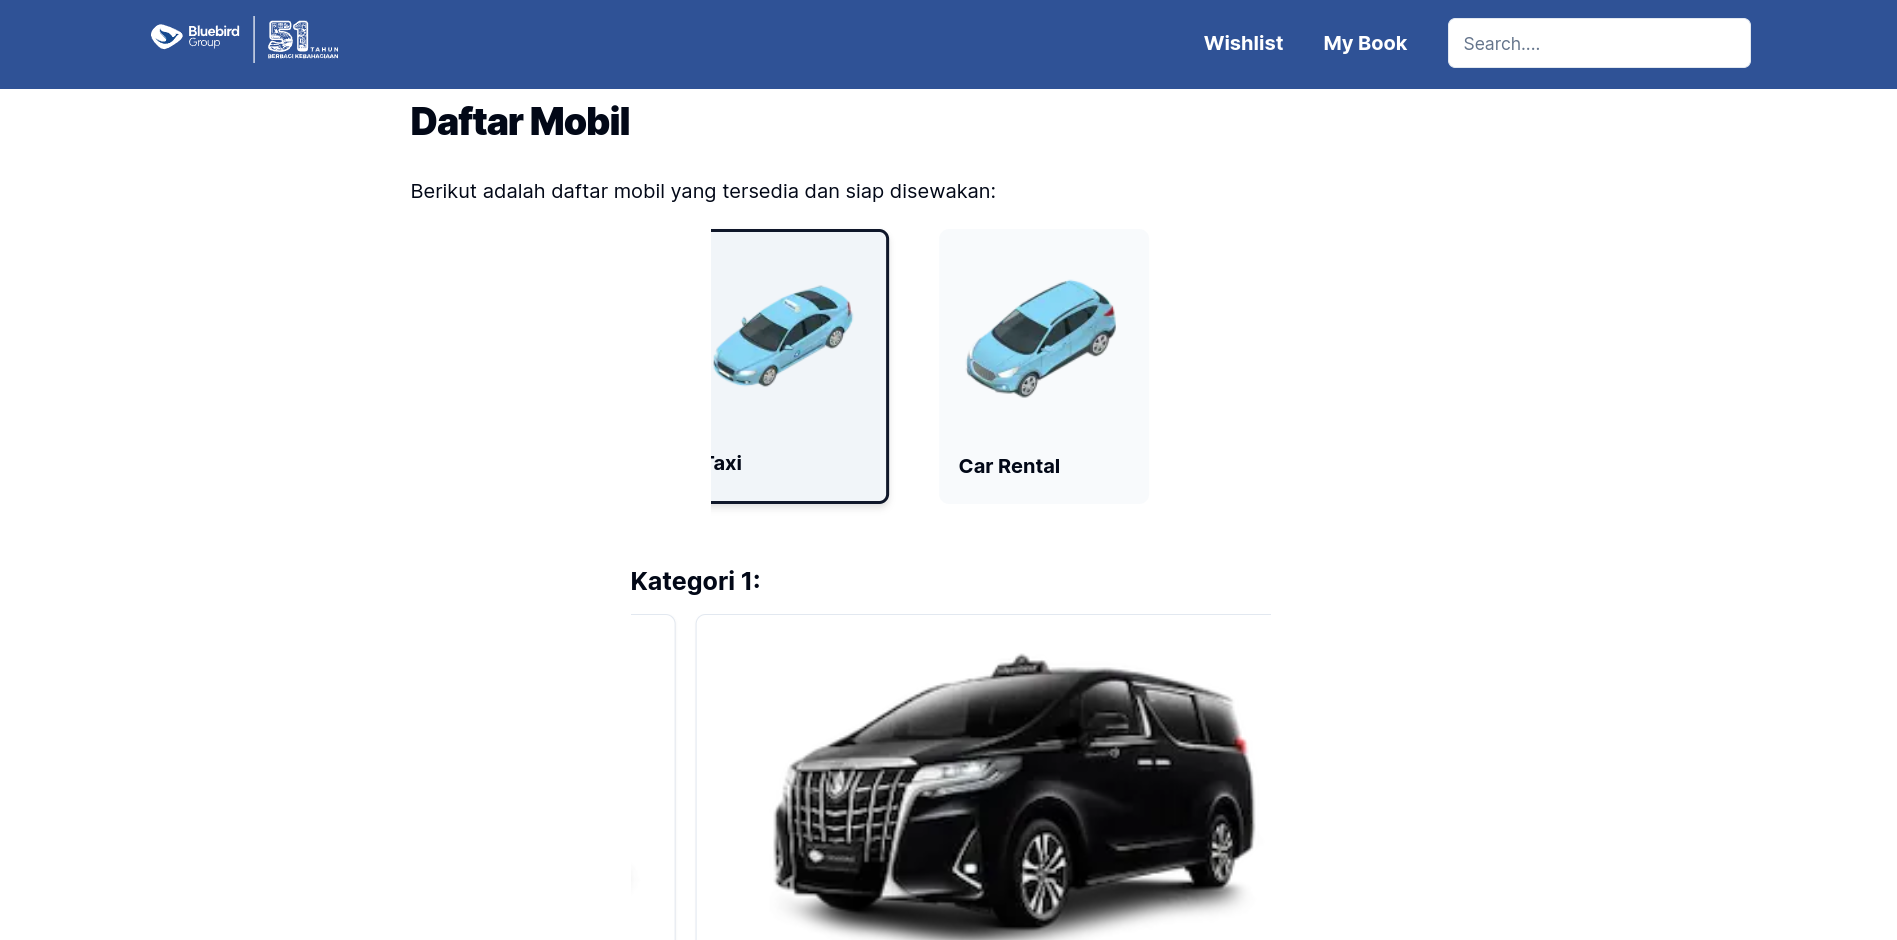 Bluebird
Group
51
TAHUN
BERBAGI KEBAHAGIAAN
Wishlist
My Book
Search....
Daftar Mobil
Berikut adalah daftar mobil yang tersedia dan siap disewakan:
Taxi
Car Rental
Kategori 1: